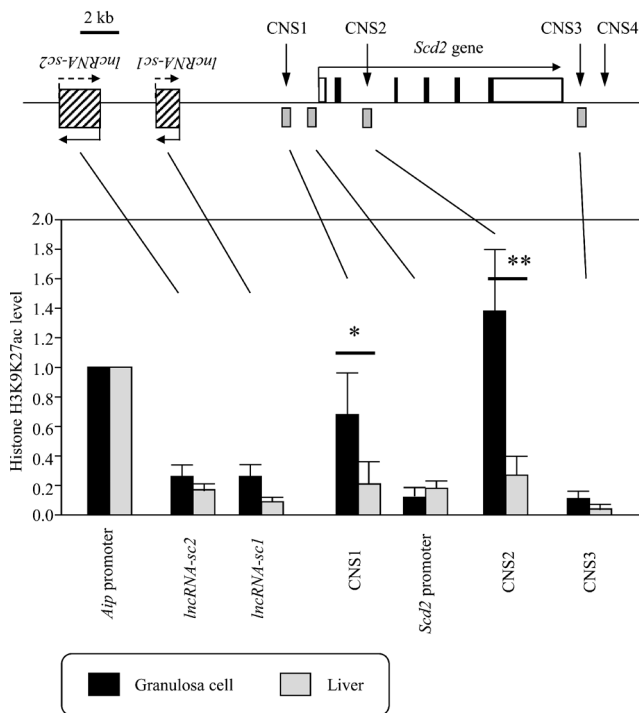 2 kb
lncRNA-sc2
lncRNA-sc1
CNS1
CNS2
Scd2 gene
CNS3
CNS4
Histone H3K9K27ac level
2.0
1.8
1.6
1.4
1.2
1.0
0.8
0.6
0.4
0.2
0.0
*
**
Aip promoter
lncRNA-sc2
lncRNA-sc1
CNS1
Scd2 promoter
CNS2
CNS3
Granulosa cell
Liver